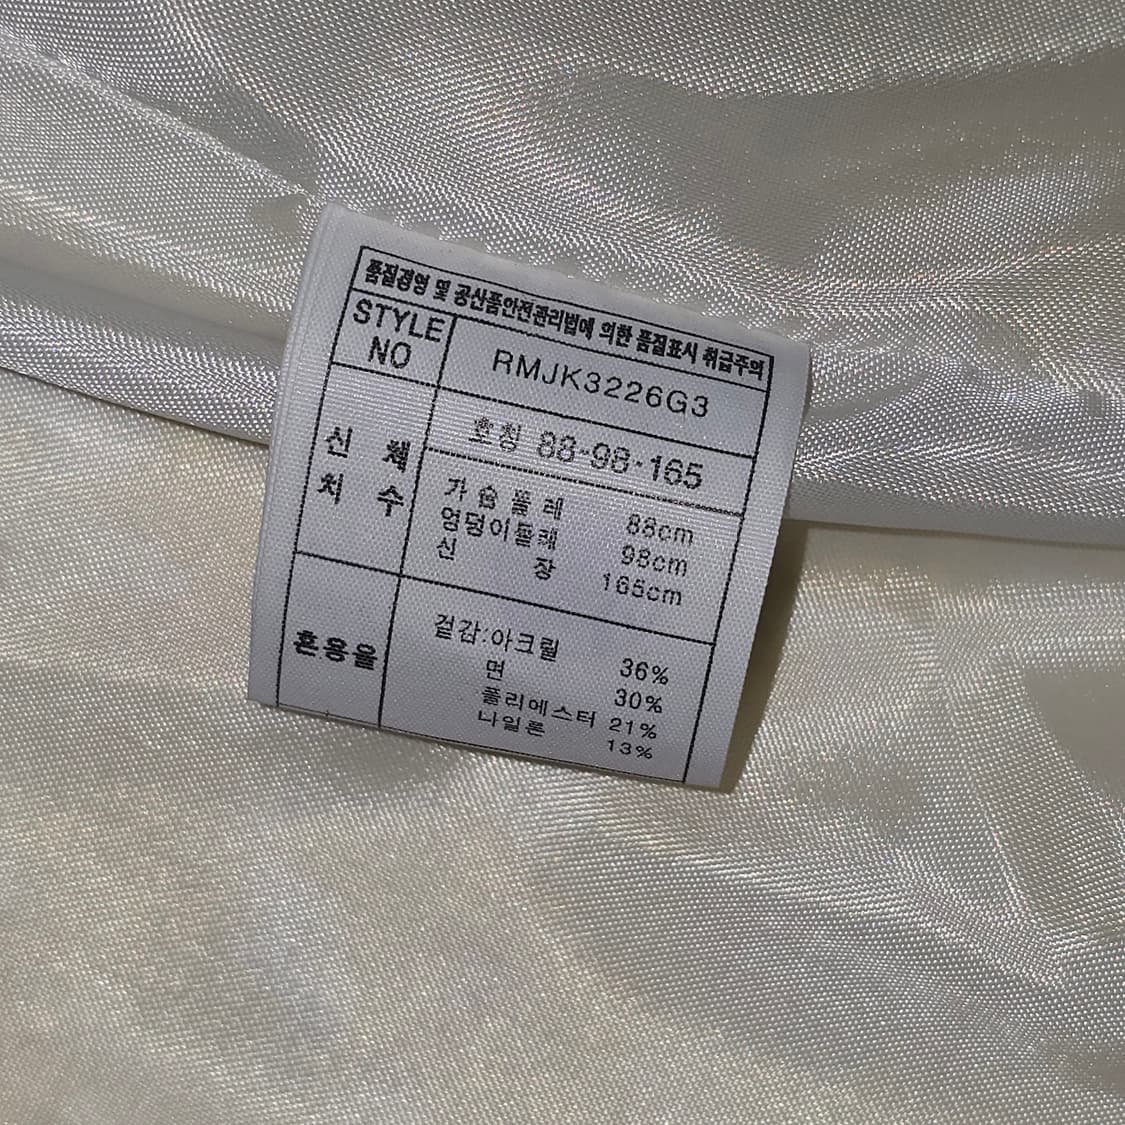 품질경영 및 공산품안전관리법에 의한 품질표시 취급주의
STYLE NO RMJK3226G3
신체 치수
호칭 88-98-165
가슴둘레 88cm
엉덩이둘레 98cm
신장 165cm
혼용율
겉감:아크릴 36%
면 30%
폴리에스터 21%
나일론 13%